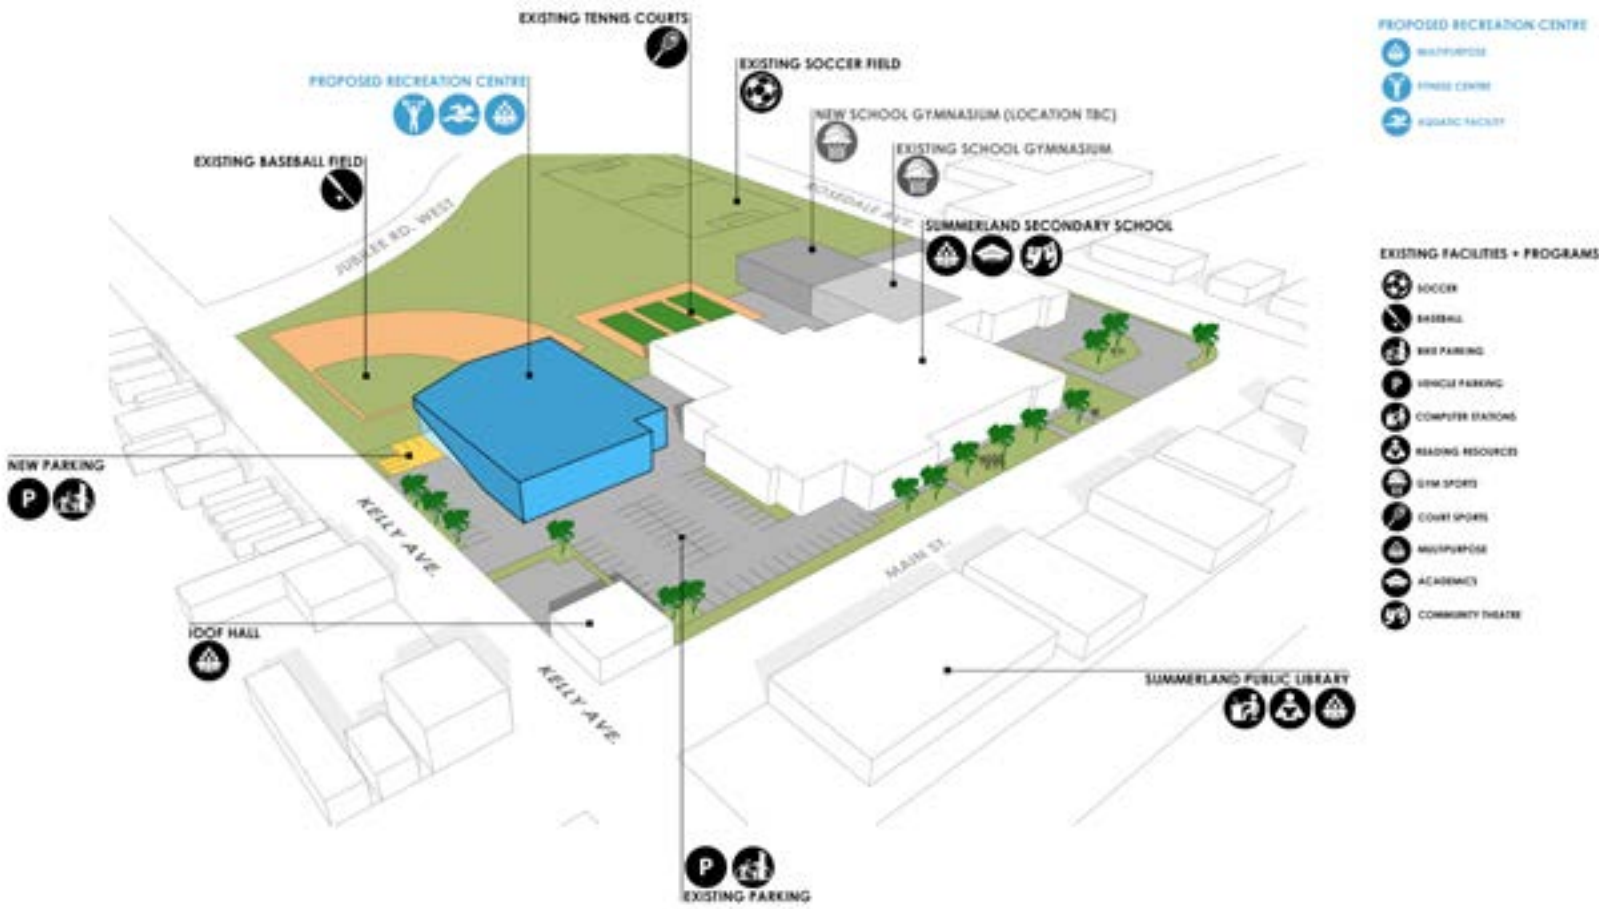 EXISTING TENNIS COURTS
PROPOSED RECREATION CENTRE
EXISTING SOCCER FIELD
NEW SCHOOL GYMNASIUM (LOCATION TBC)
EXISTING SCHOOL GYMNASIUM
EXISTING BASEBALL FIELD
JUBILEE RD. WEST
ROSEDALE AVE.
SUMMERLAND SECONDARY SCHOOL
NEW PARKING
P
KELLY AVE.
MAIN ST.
IOOF HALL
KELLY AVE.
SUMMERLAND PUBLIC LIBRARY
P
EXISTING PARKING
PROPOSED RECREATION CENTRE
MULTIPURPOSE
FITNESS CENTRE
AQUATIC FACILITY
EXISTING FACILITIES + PROGRAMS
SOCCER
BASEBALL
BIKE PARKING
P VEHICLE PARKING
COMPUTER STATIONS
READING RESOURCES
GYM SPORTS
COURT SPORTS
MULTIPURPOSE
ACADEMICS
COMMUNITY THEATRE